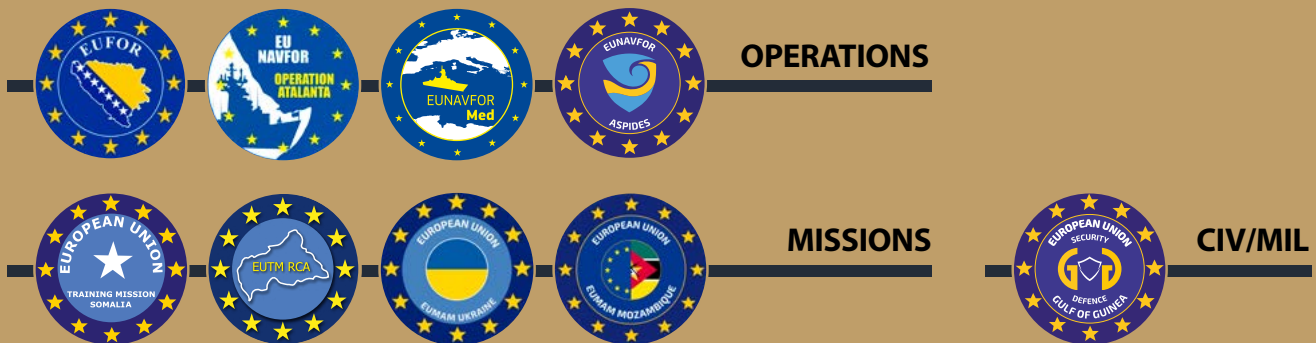 EUFOR
EU
NAVFOR
OPERATION
ATALANTA
EUNAVFOR
Med
EUNAVFOR
ASPIDES
OPERATIONS
EUROPEAN UNION
TRAINING MISSION
SOMALIA
EUTM RCA
EUROPEAN UNION
EUMAM UKRAINE
EUROPEAN UNION
EUMAM MOZAMBIQUE
MISSIONS
EUROPEAN UNION
SECURITY
GG
DEFENCE
GULF OF GUINEA
CIV/MIL